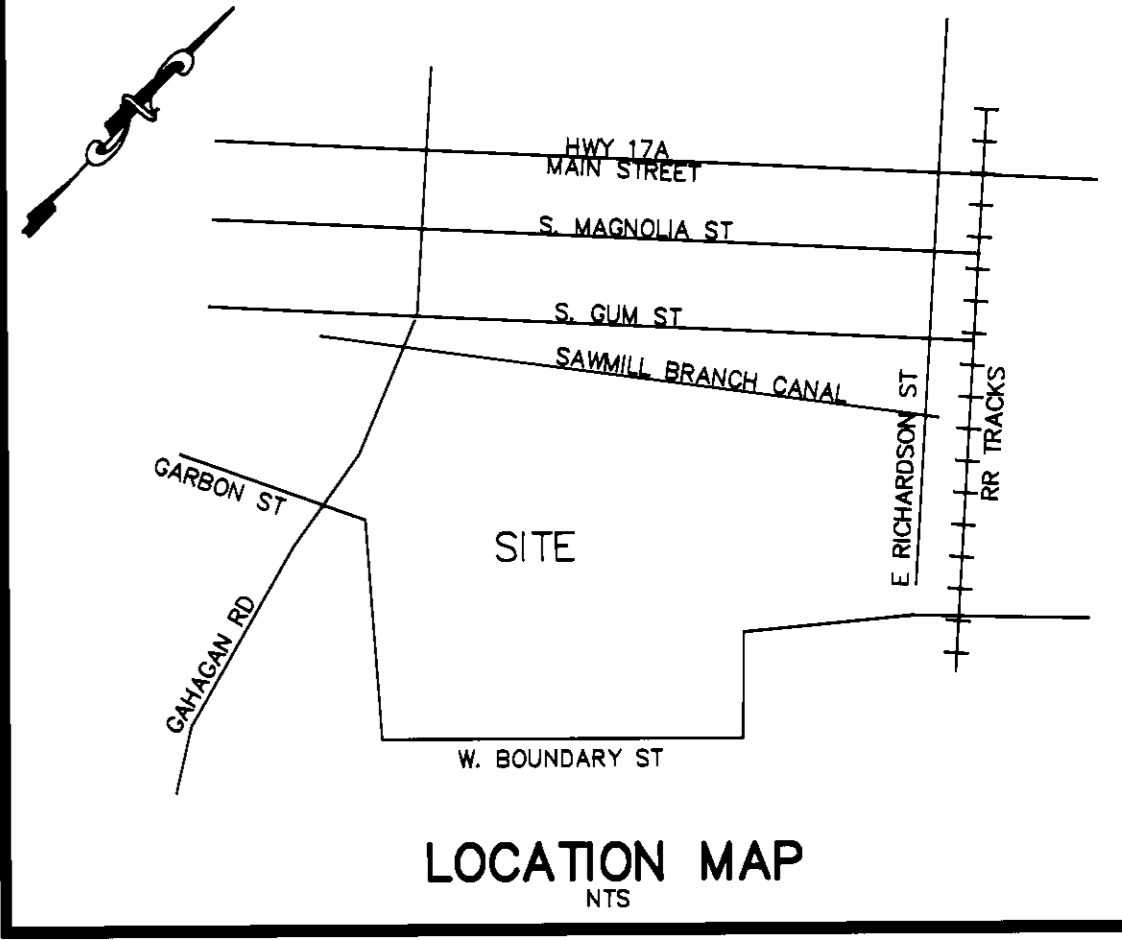 HWY 17A
MAIN STREET
S. MAGNOLIA ST
S. GUM ST
SAWMILL BRANCH CANAL
E RICHARDSON ST
RR TRACKS
GARBON ST
SITE
GAHAGAN RD
W. BOUNDARY ST
LOCATION MAP
NTS